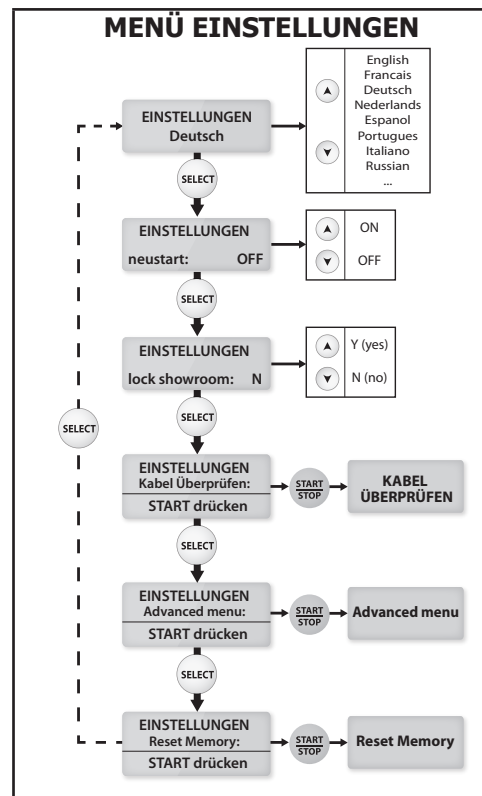 MENÜ EINSTELLUNGEN
EINSTELLUNGEN
Deutsch
English
Francais
Deutsch
Nederlands
Espanol
Portugues
Italiano
Russian
...
SELECT
EINSTELLUNGEN
neustart: OFF
ON
OFF
SELECT
EINSTELLUNGEN
lock showroom: N
Y (yes)
N (no)
SELECT
SELECT
EINSTELLUNGEN
Kabel Überprüfen:
START drücken
START
STOP
KABEL
ÜBERPRÜFEN
SELECT
EINSTELLUNGEN
Advanced menu:
START drücken
START
STOP
Advanced menu
SELECT
EINSTELLUNGEN
Reset Memory:
START drücken
START
STOP
Reset Memory